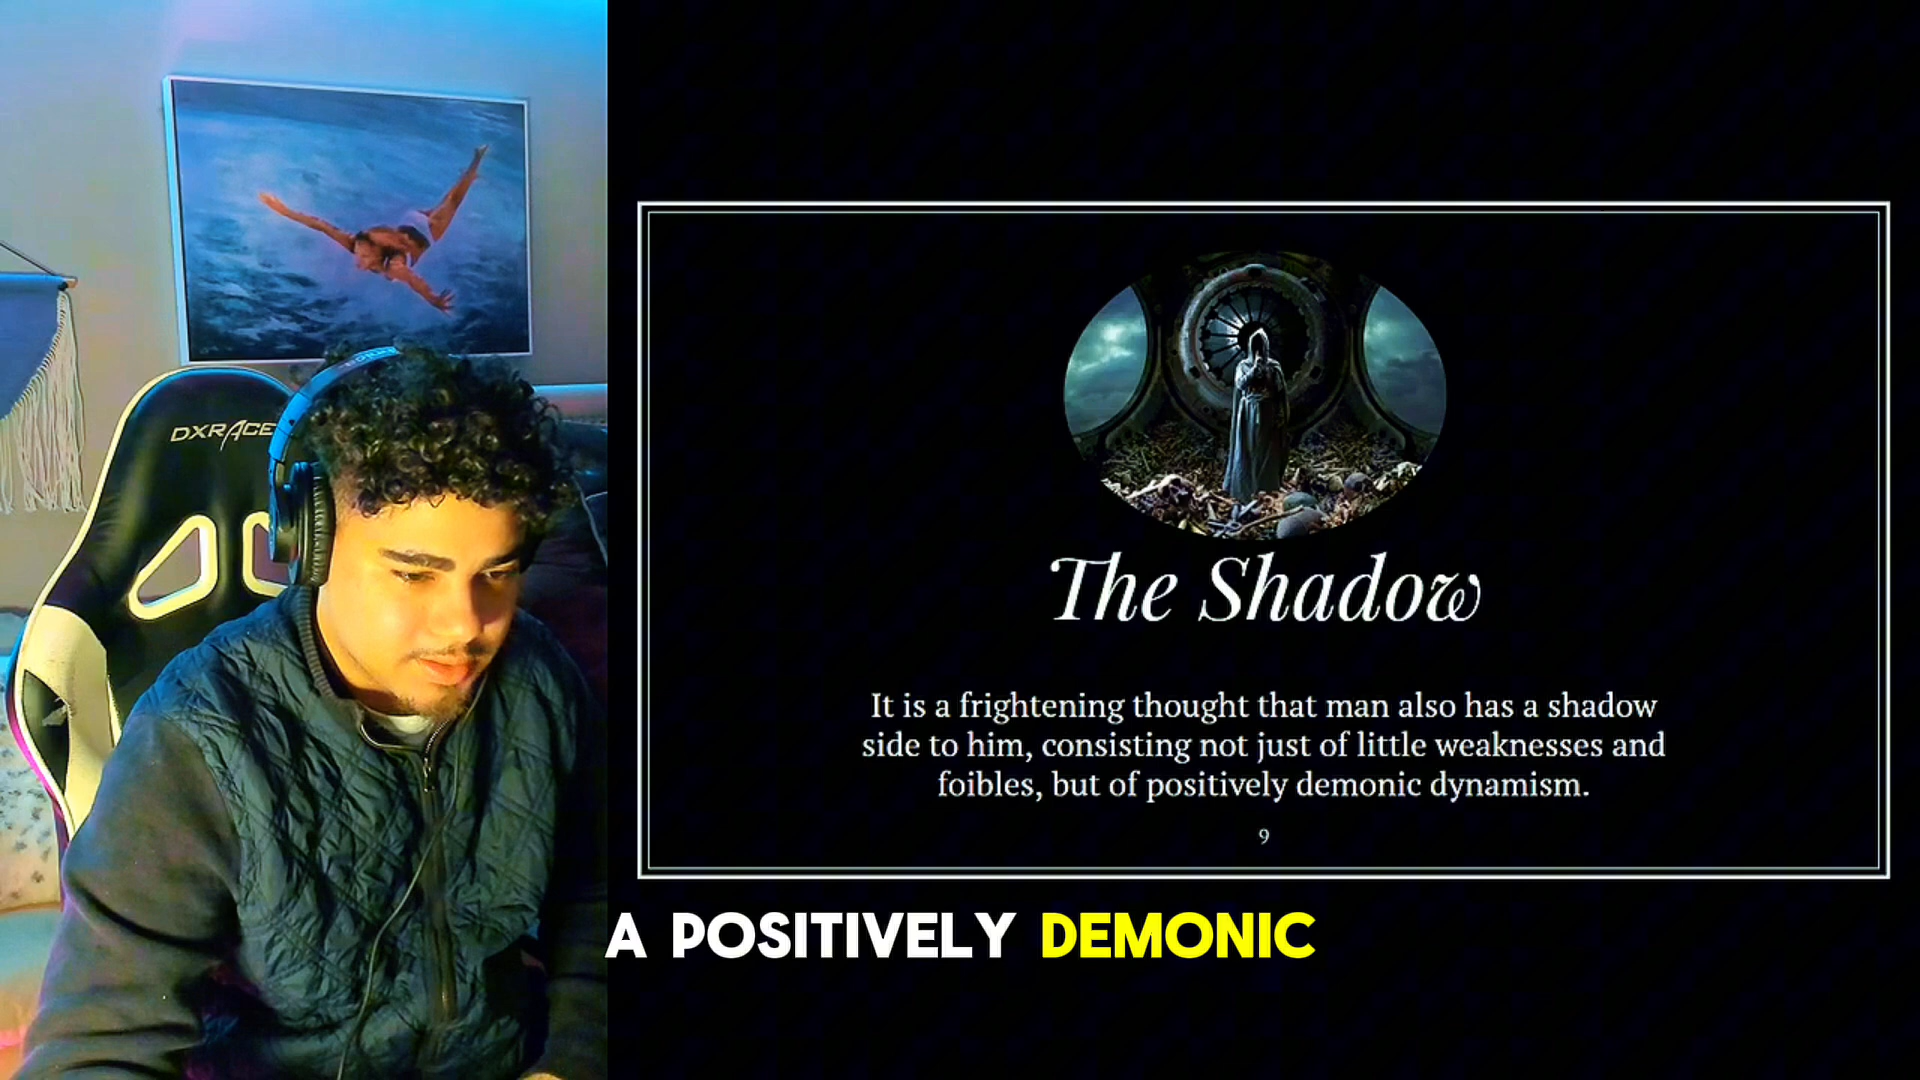 DXRACE
The Shadow
It is a frightening thought that man also has a shadow
side to him, consisting not just of little weaknesses and
foibles, but of positively demonic dynamism.
9
A POSITIVELY DEMONIC